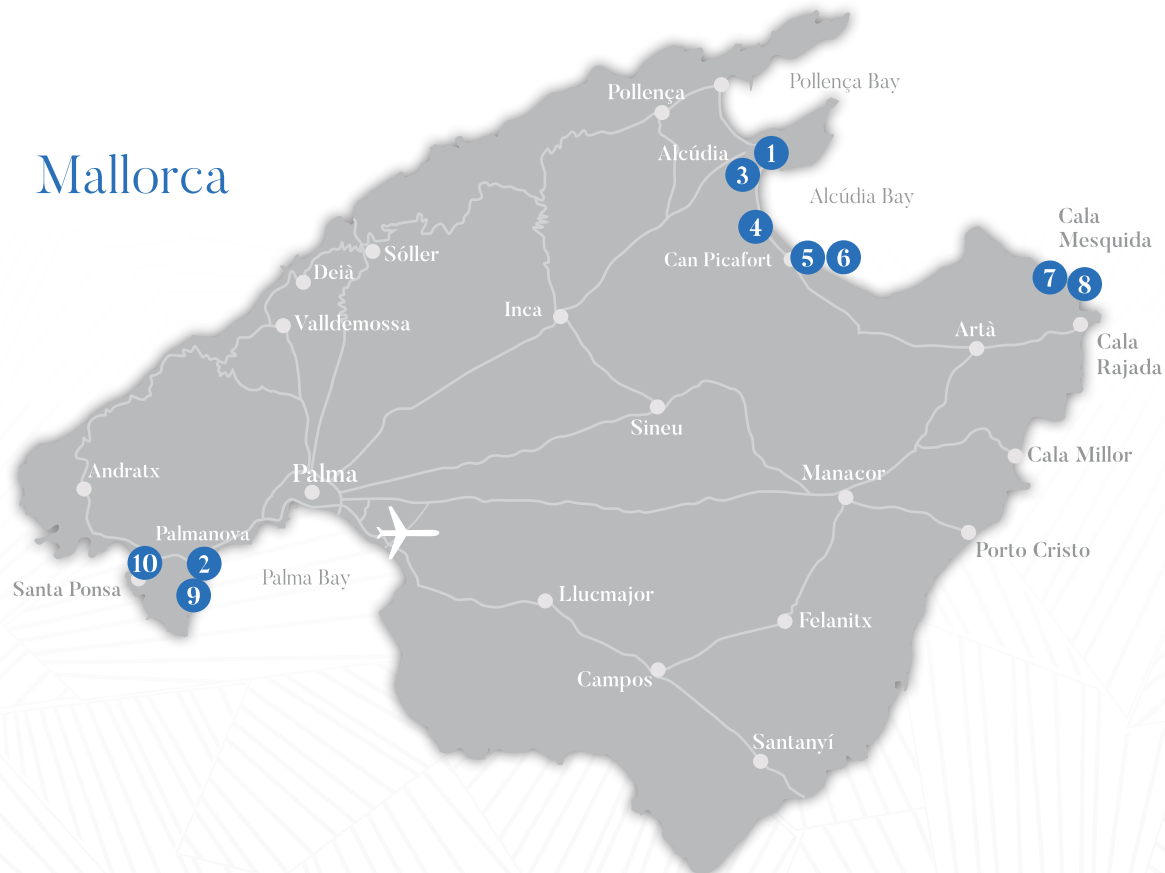 Mallorca
Pollença Bay
Pollença
Alcúdia
1
3
Alcúdia Bay
4
Can Picafort
5
6
Cala
Mesquida
7
8
Sóller
Deià
Inca
Valldemossa
Artà
Cala
Rajada
Sineu
Cala Millor
Andratx
Palma
Manacor
Palmanova
Porto Cristo
10
2
Palma Bay
Santa Ponsa
9
Llucmajor
Felanitx
Campos
Santanyí